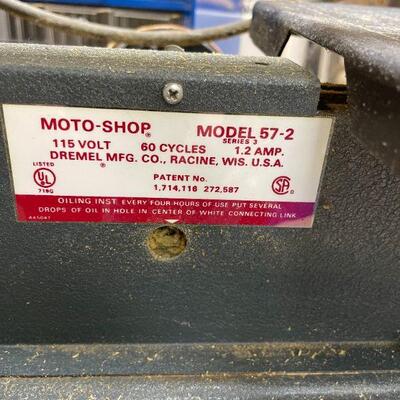 MOTO-SHOP® MODEL 57-2
SERIES 3
115 VOLT 60 CYCLES 1.2 AMP.
DREMEL MFG. CO., RACINE, WIS. U.S.A.
LISTED
UL
718G
PATENT No.
1,714,116 272,587
SA
OILING INST. EVERY FOUR HOURS OF USE PUT SEVERAL
DROPS OF OIL IN HOLE IN CENTER OF WHITE CONNECTING LINK